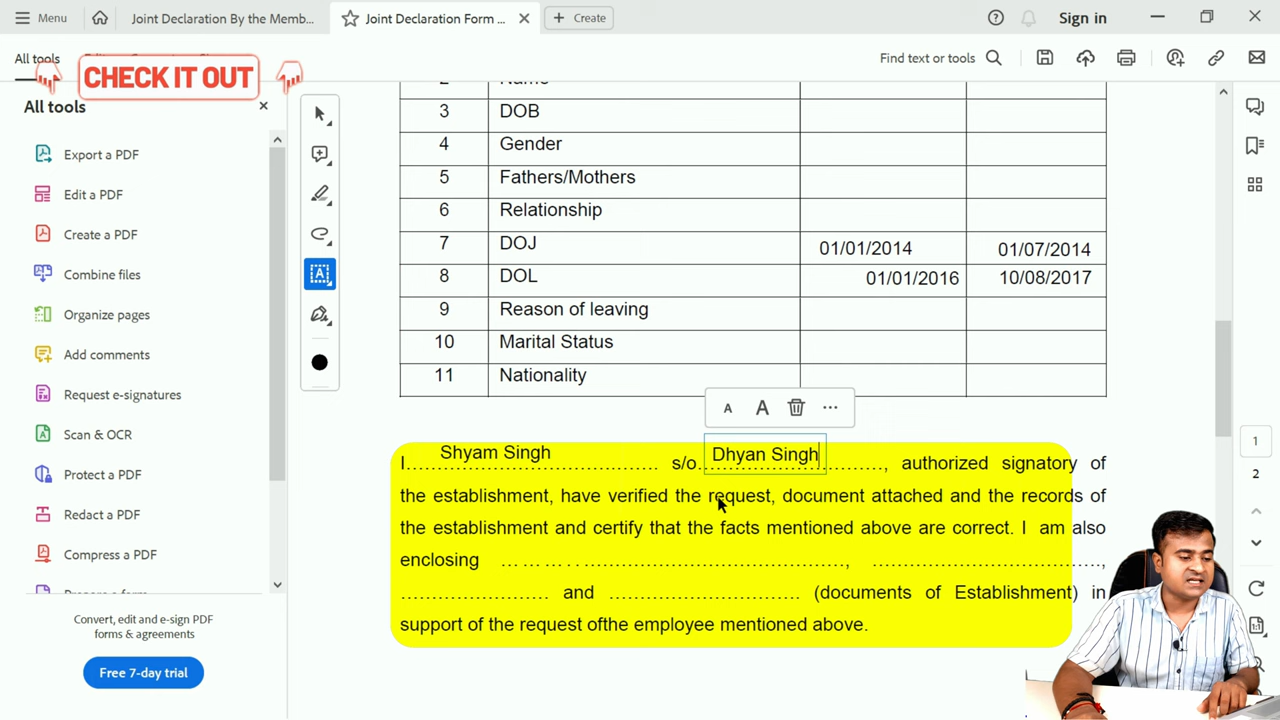 Menu
Joint Declaration By the Memb...
Joint Declaration Form ...
Create
Sign in
All tools
CHECK IT OUT
Find text or tools
All tools
Export a PDF
Edit a PDF
Create a PDF
Combine files
Organize pages
Add comments
Request e-signatures
Scan & OCR
Protect a PDF
Redact a PDF
Compress a PDF
Convert, edit and e-sign PDF
forms & agreements
Free 7-day trial
3 DOB
4 Gender
5 Fathers/Mothers
6 Relationship
7 DOJ 01/01/2014 01/07/2014
8 DOL 01/01/2016 10/08/2017
9 Reason of leaving
10 Marital Status
11 Nationality
A A
I Shyam Singh s/o Dhyan Singh, authorized signatory of
the establishment, have verified the request, document attached and the records of
the establishment and certify that the facts mentioned above are correct. I am also
enclosing ……………………………, ……………………………,
…………………… and …………………… (documents of Establishment) in
support of the request ofthe employee mentioned above.
1
2